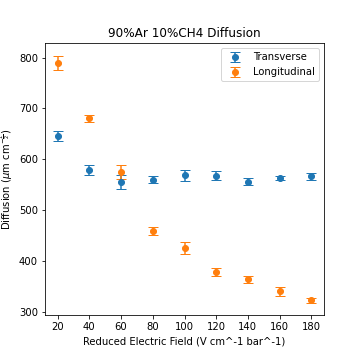 90%Ar 10%CH4 Diffusion
Transverse
Longitudinal
800
700
600
500
400
300
20 40 60 80 100 120 140 160 180
Diffusion (μm cm⁻½)
Reduced Electric Field (V cm^-1 bar^-1)